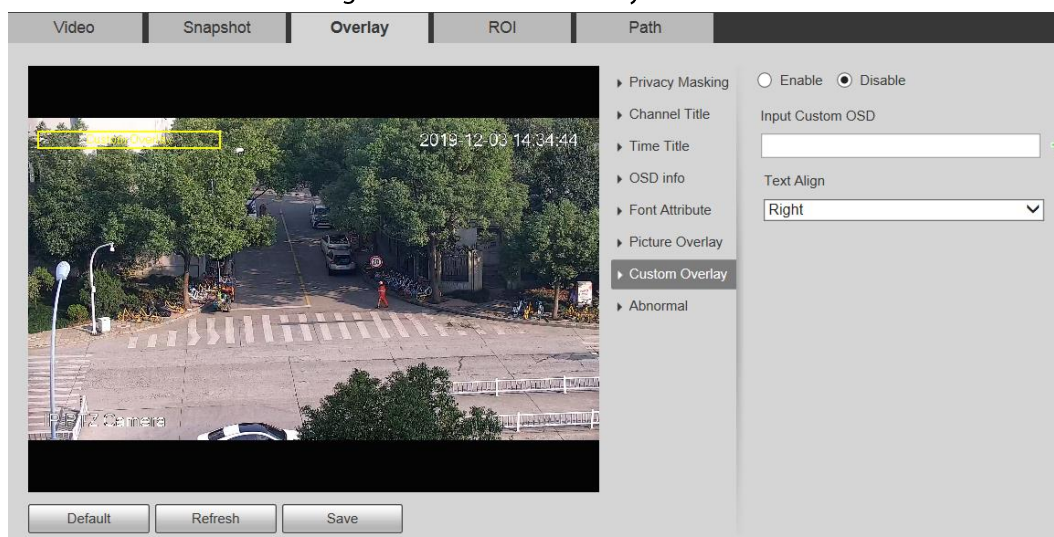 Video Snapshot Overlay ROI Path
Privacy Masking
Channel Title
Time Title
OSD info
Font Attribute
Picture Overlay
Custom Overlay
Abnormal
Enable Disable
Input Custom OSD
Text Align
Right
2019-12-03 14:34:44
PTZ Camera
Default Refresh Save